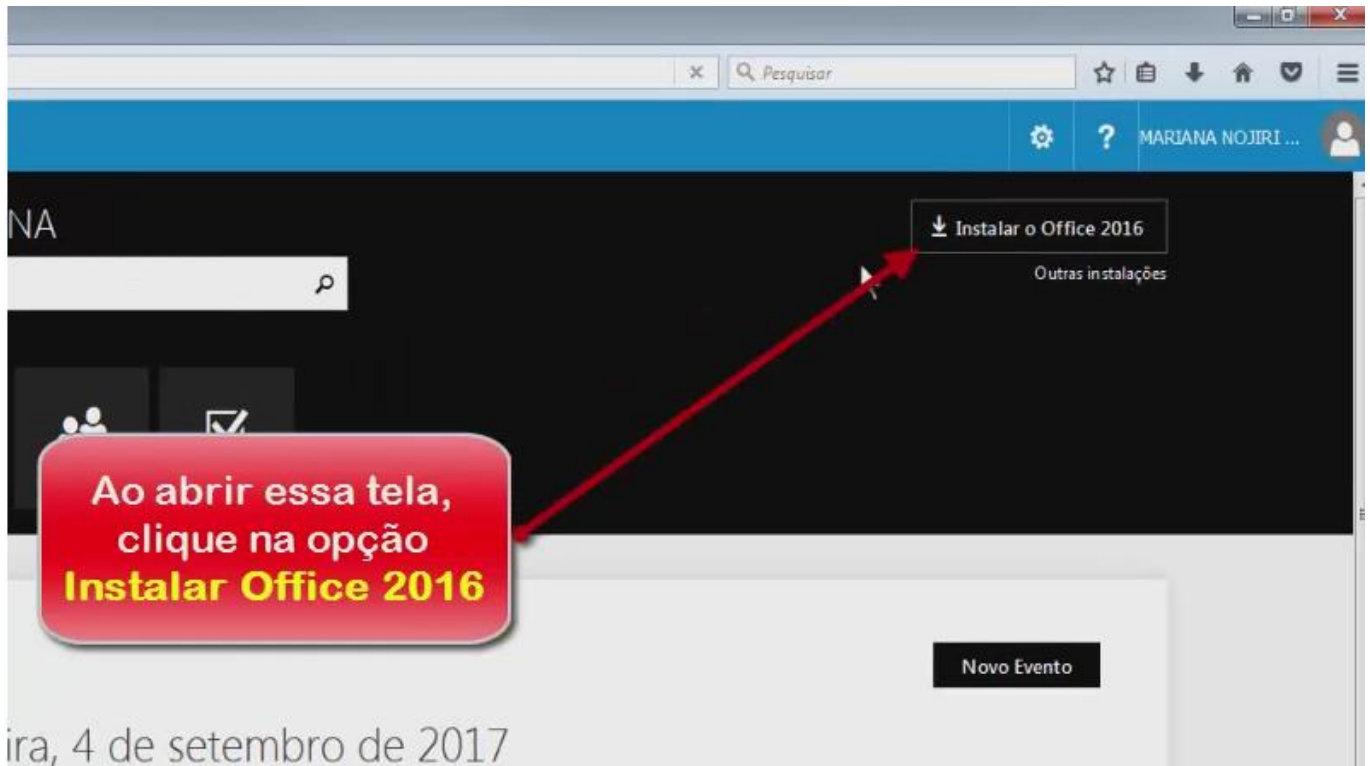 Pesquisar
? MARIANA NOJIRI ...
NA
Instalar o Office 2016
Outras instalações
Ao abrir essa tela,
clique na opção
Instalar Office 2016
Novo Evento
ira, 4 de setembro de 2017